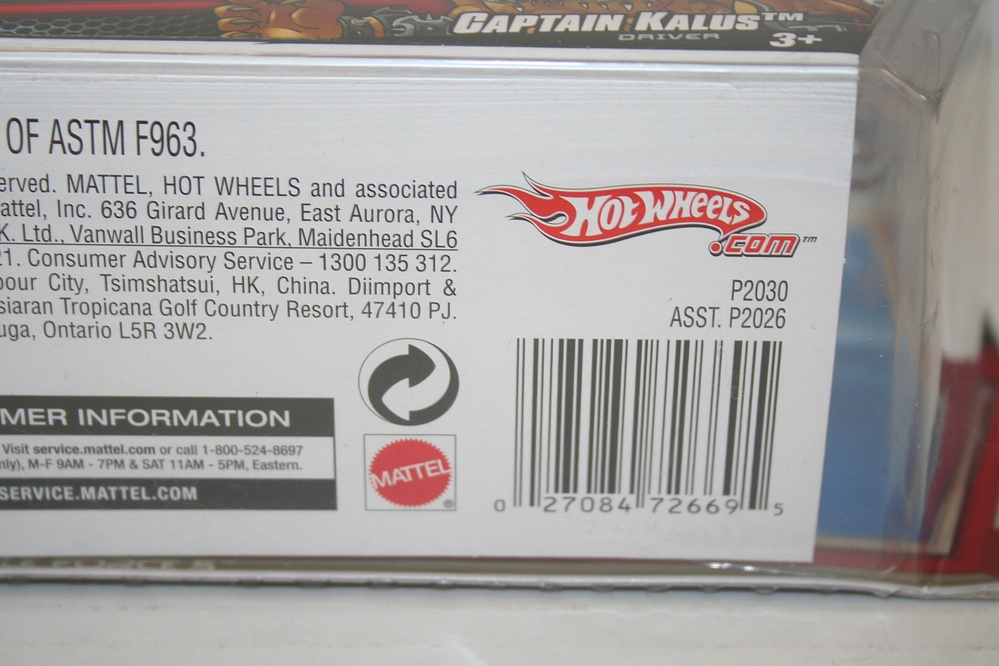 CAPTAIN KALUS™
DRIVER
3+
OF ASTM F963.
erved. MATTEL, HOT WHEELS and associated
attel, Inc. 636 Girard Avenue, East Aurora, NY
K. Ltd., Vanwall Business Park, Maidenhead SL6
21. Consumer Advisory Service – 1300 135 312.
our City, Tsimshatsui, HK, China. Diimport &
siaran Tropicana Golf Country Resort, 47410 PJ.
uga, Ontario L5R 3W2.
HOT WHEELS
.COM™
P2030
ASST. P2026
MER INFORMATION
Visit service.mattel.com or call 1-800-524-8697
nly), M-F 9AM - 7PM & SAT 11AM - 5PM, Eastern.
SERVICE.MATTEL.COM
MATTEL
®
0 27084 72669 5